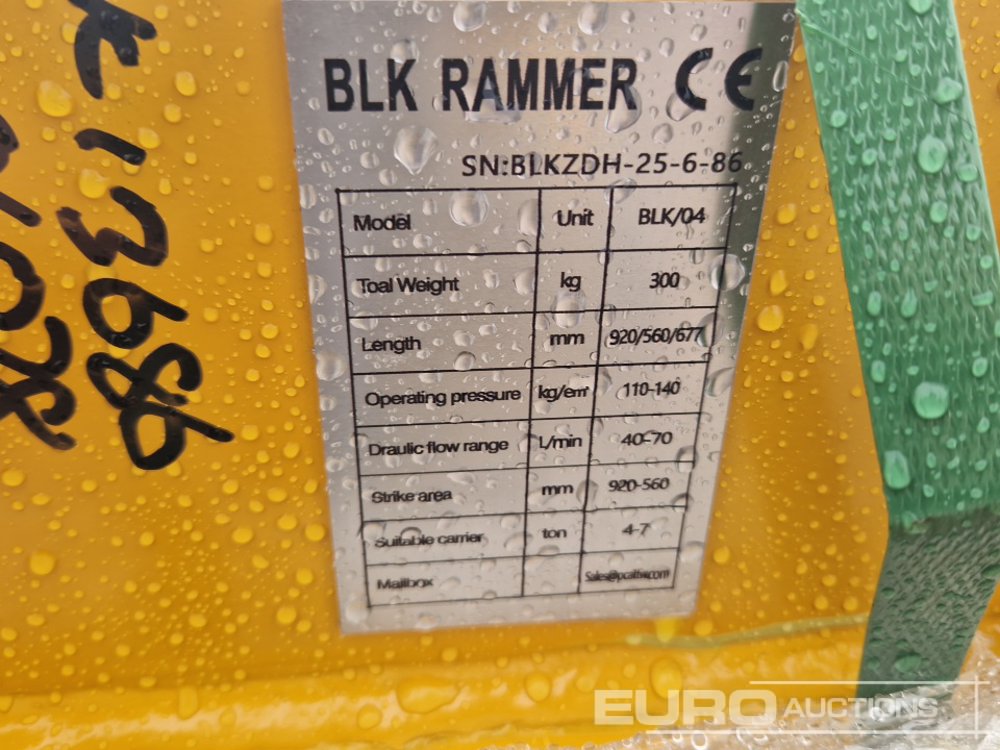 BLK RAMMER CE
SN:BLKZDH-25-6-86
Model Unit BLK/04
Toal Weight kg 300
Length mm 920/560/677
Operating pressure kg/cm² 110-140
Draulic flow range L/min 40-70
Strike area mm 920-560
Suitable carrier ton 4-7
Mailbox
1368
EURO AUCTIONS